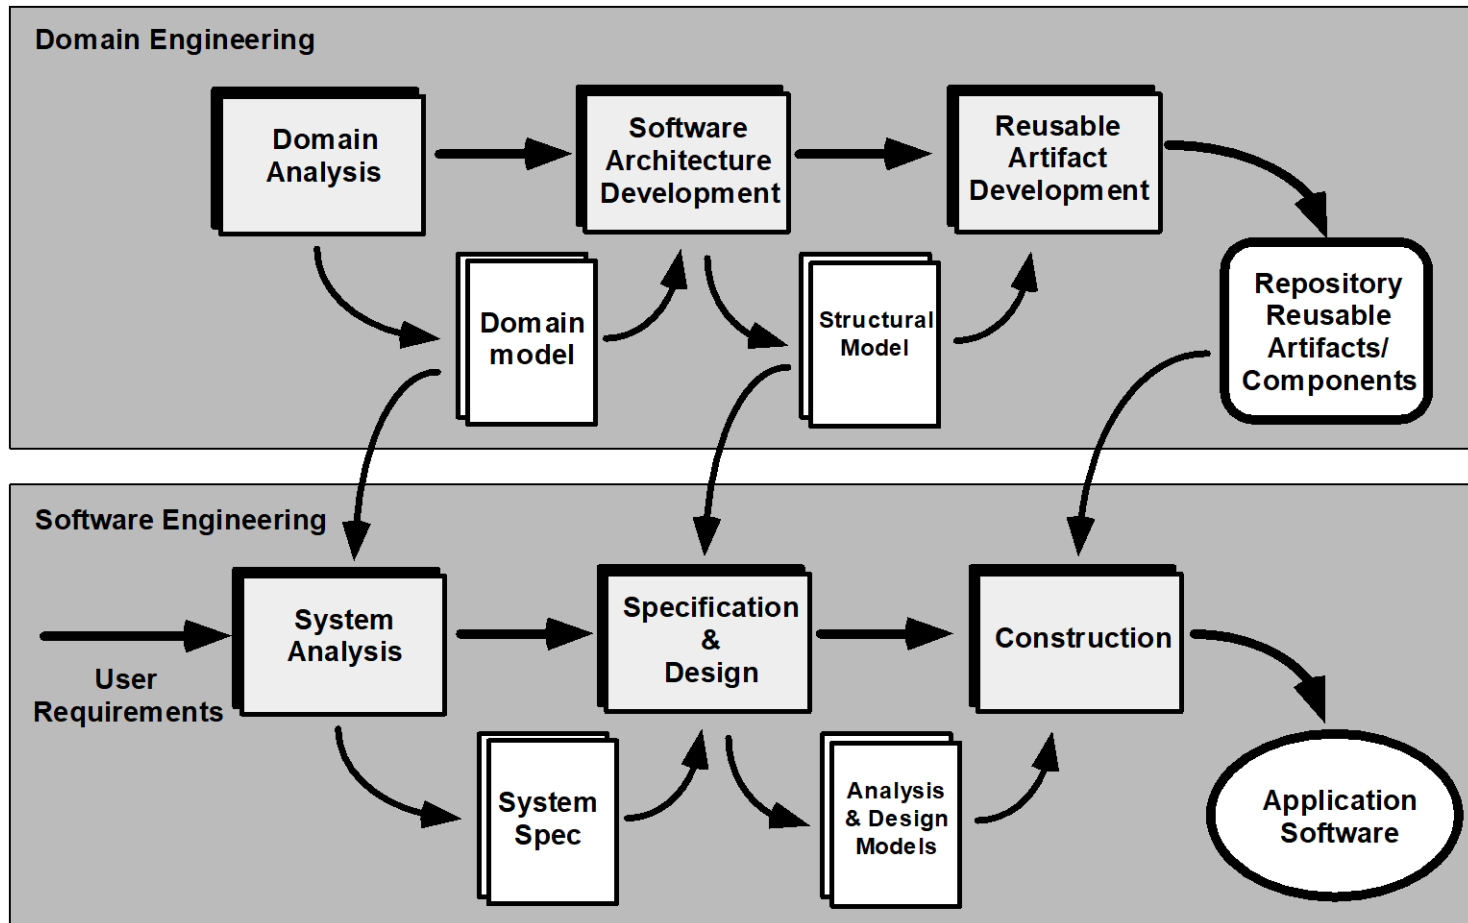 Domain Engineering
Domain
Analysis
Software
Architecture
Development
Reusable
Artifact
Development
Domain
model
Structural
Model
Repository
Reusable
Artifacts/
Components
Software Engineering
User
Requirements
System
Analysis
Specification
&
Design
Construction
System
Spec
Analysis
& Design
Models
Application
Software